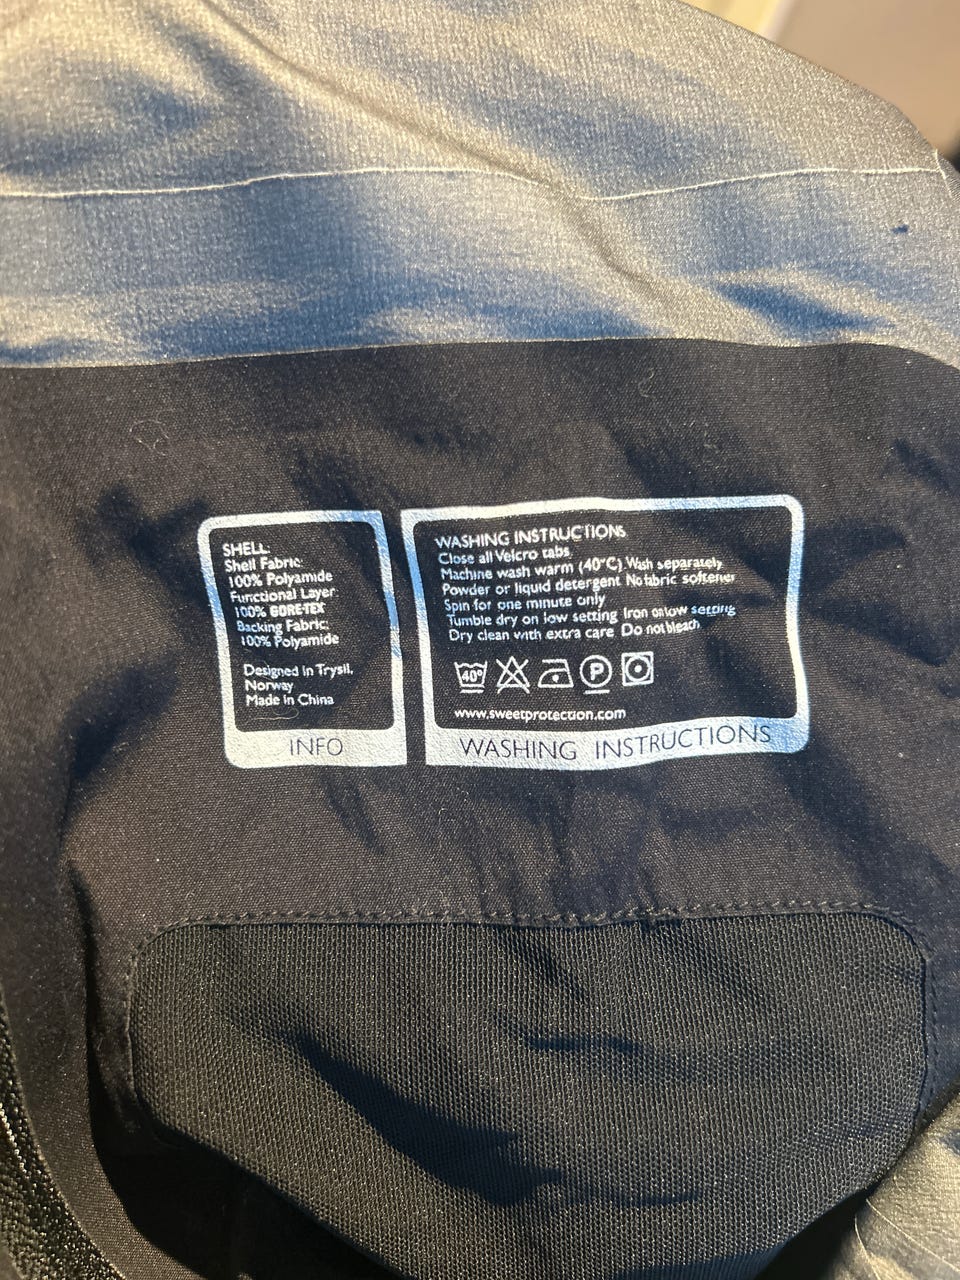 SHELL:
Shell Fabric:
100% Polyamide
Functional Layer:
100% GORE-TEX
Backing Fabric:
100% Polyamide
Designed in Trysil,
Norway
Made in China
INFO
WASHING INSTRUCTIONS
Close all Velcro tabs
Machine wash warm (40°C) Wash separately
Powder or liquid detergent No fabric softener
Spin for one minute only
Tumble dry on low setting Iron on low setting
Dry clean with extra care Do not bleach
40° P
www.sweetprotection.com
WASHING INSTRUCTIONS